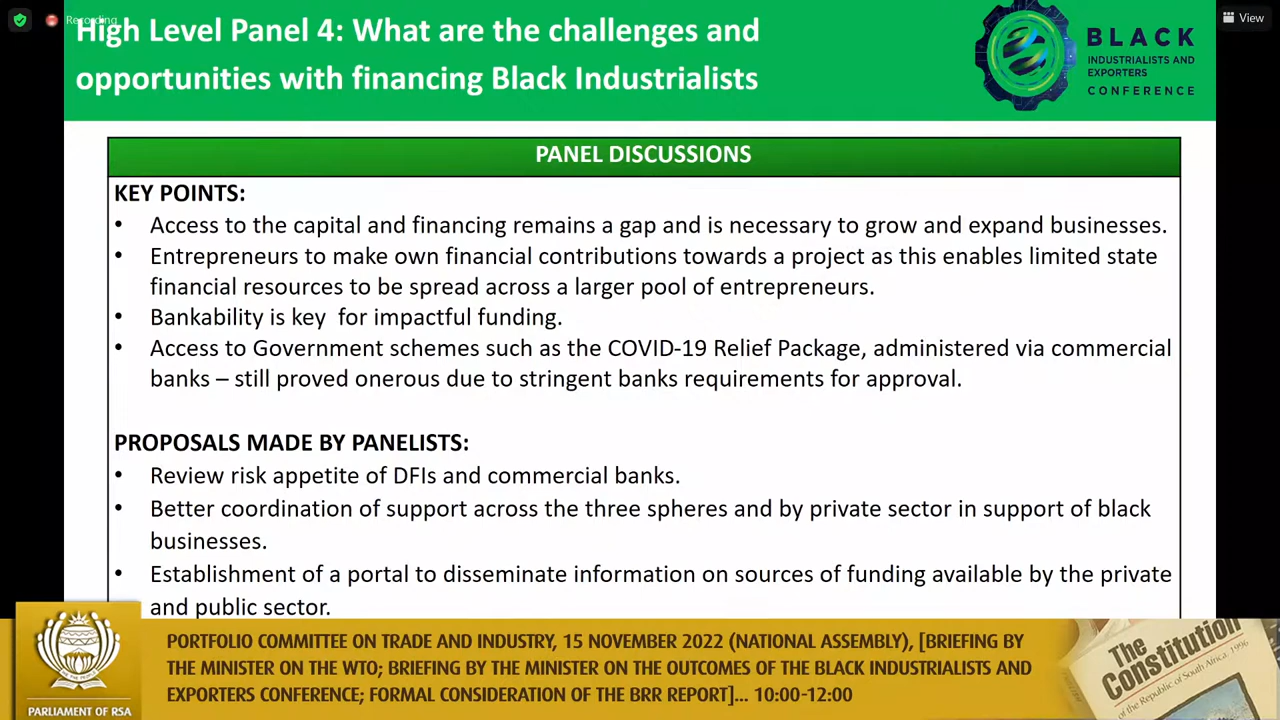 Recording
View
High Level Panel 4: What are the challenges and
opportunities with financing Black Industrialists
BLACK
INDUSTRIALISTS AND
EXPORTERS
CONFERENCE
PANEL DISCUSSIONS
KEY POINTS:
• Access to the capital and financing remains a gap and is necessary to grow and expand businesses.
• Entrepreneurs to make own financial contributions towards a project as this enables limited state
financial resources to be spread across a larger pool of entrepreneurs.
• Bankability is key  for impactful funding.
• Access to Government schemes such as the COVID-19 Relief Package, administered via commercial
banks – still proved onerous due to stringent banks requirements for approval.
PROPOSALS MADE BY PANELISTS:
• Review risk appetite of DFIs and commercial banks.
• Better coordination of support across the three spheres and by private sector in support of black
businesses.
• Establishment of a portal to disseminate information on sources of funding available by the private
and public sector.
PORTFOLIO COMMITTEE ON TRADE AND INDUSTRY, 15 NOVEMBER 2022 (NATIONAL ASSEMBLY), [BRIEFING BY
THE MINISTER ON THE WTO; BRIEFING BY THE MINISTER ON THE OUTCOMES OF THE BLACK INDUSTRIALISTS AND
EXPORTERS CONFERENCE; FORMAL CONSIDERATION OF THE BRR REPORT]... 10:00-12:00
PARLIAMENT OF RSA
The
Constitution
of the Republic of South Africa, 1996